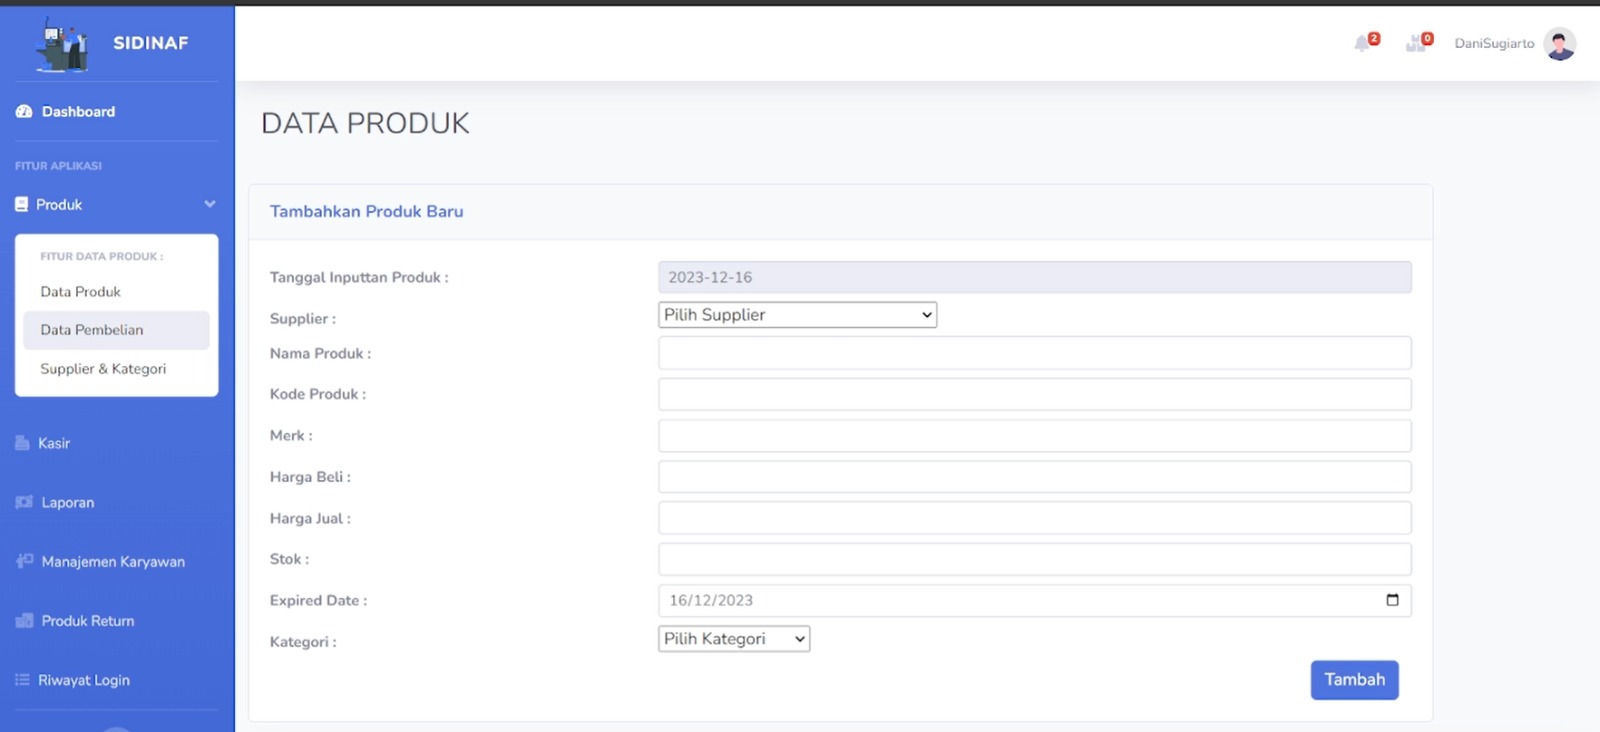 SIDINAF
2
0
DaniSugiarto
Dashboard
FITUR APLIKASI
Produk
FITUR DATA PRODUK :
Data Produk
Data Pembelian
Supplier & Kategori
Kasir
Laporan
Manajemen Karyawan
Produk Return
Riwayat Login
DATA PRODUK
Tambahkan Produk Baru
Tanggal Inputtan Produk : 2023-12-16
Supplier : Pilih Supplier
Nama Produk :
Kode Produk :
Merk :
Harga Beli :
Harga Jual :
Stok :
Expired Date : 16/12/2023
Kategori : Pilih Kategori
Tambah